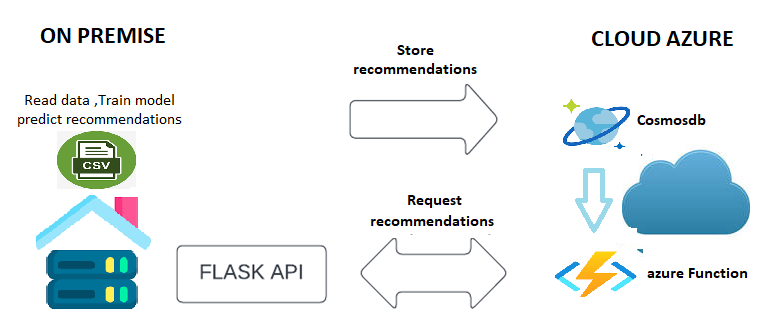 ON PREMISE
CLOUD AZURE
Store
recommendations
Read data ,Train model
predict recommendations
CSV
Cosmosdb
Request
recommendations
FLASK API
azure Function